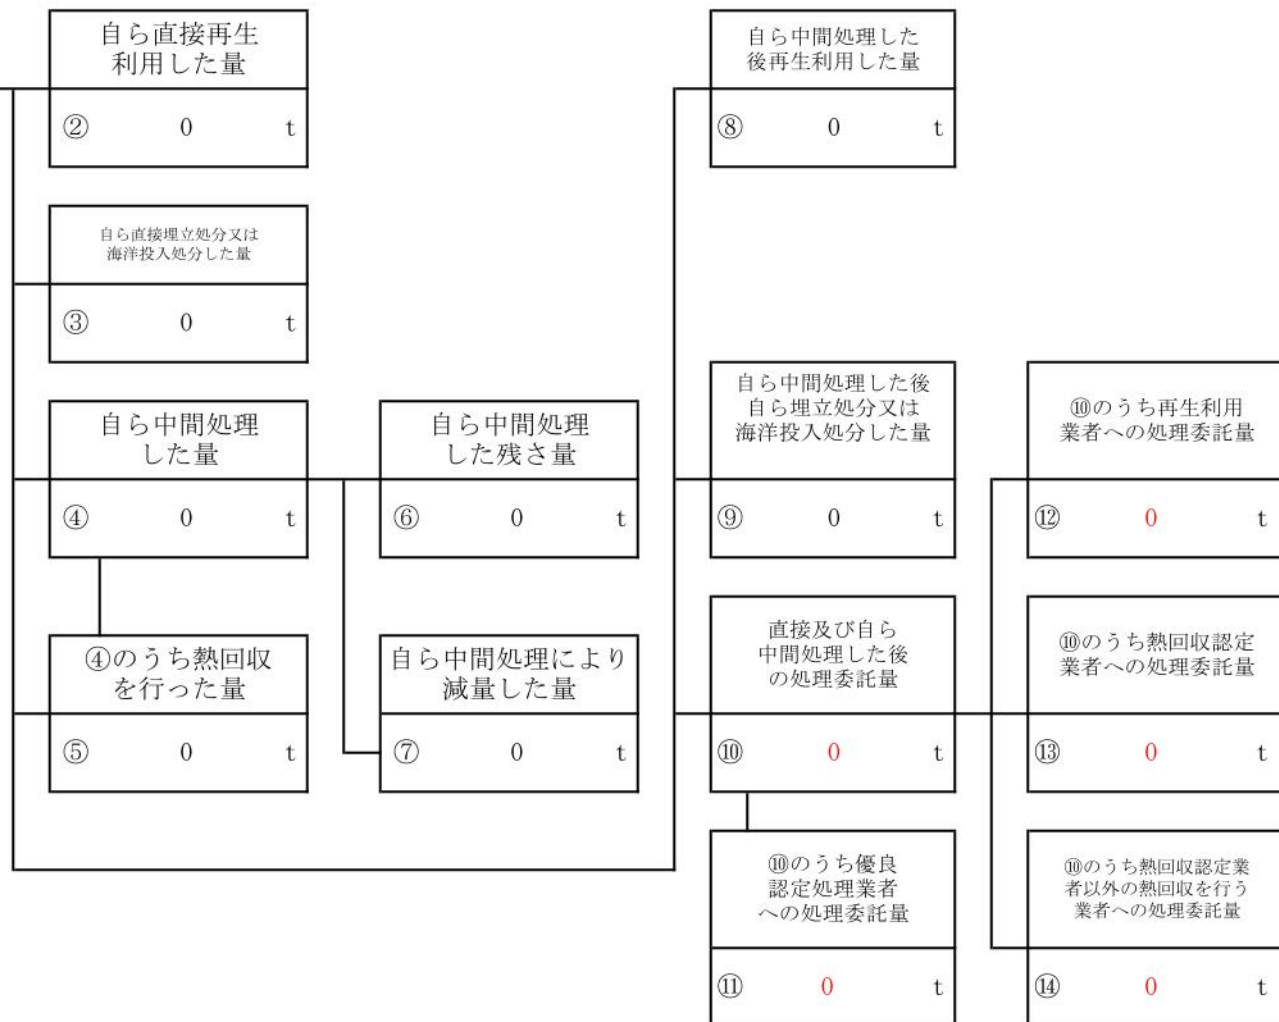 自ら直接再生
利用した量
② 0 t
自ら直接埋立処分又は
海洋投入処分した量
③ 0 t
自ら中間処理
した量
④ 0 t
④のうち熱回収
を行った量
⑤ 0 t
自ら中間処理
した残さ量
⑥ 0 t
自ら中間処理により
減量した量
⑦ 0 t
自ら中間処理した
後再生利用した量
⑧ 0 t
自ら中間処理した後
自ら埋立処分又は
海洋投入処分した量
⑨ 0 t
直接及び自ら
中間処理した後
の処理委託量
⑩ 0 t
⑩のうち優良
認定処理業者
への処理委託量
⑪ 0 t
⑩のうち再生利用
業者への処理委託量
⑫ 0 t
⑩のうち熱回収認定
業者への処理委託量
⑬ 0 t
⑩のうち熱回収認定業
者以外の熱回収を行う
業者への処理委託量
⑭ 0 t